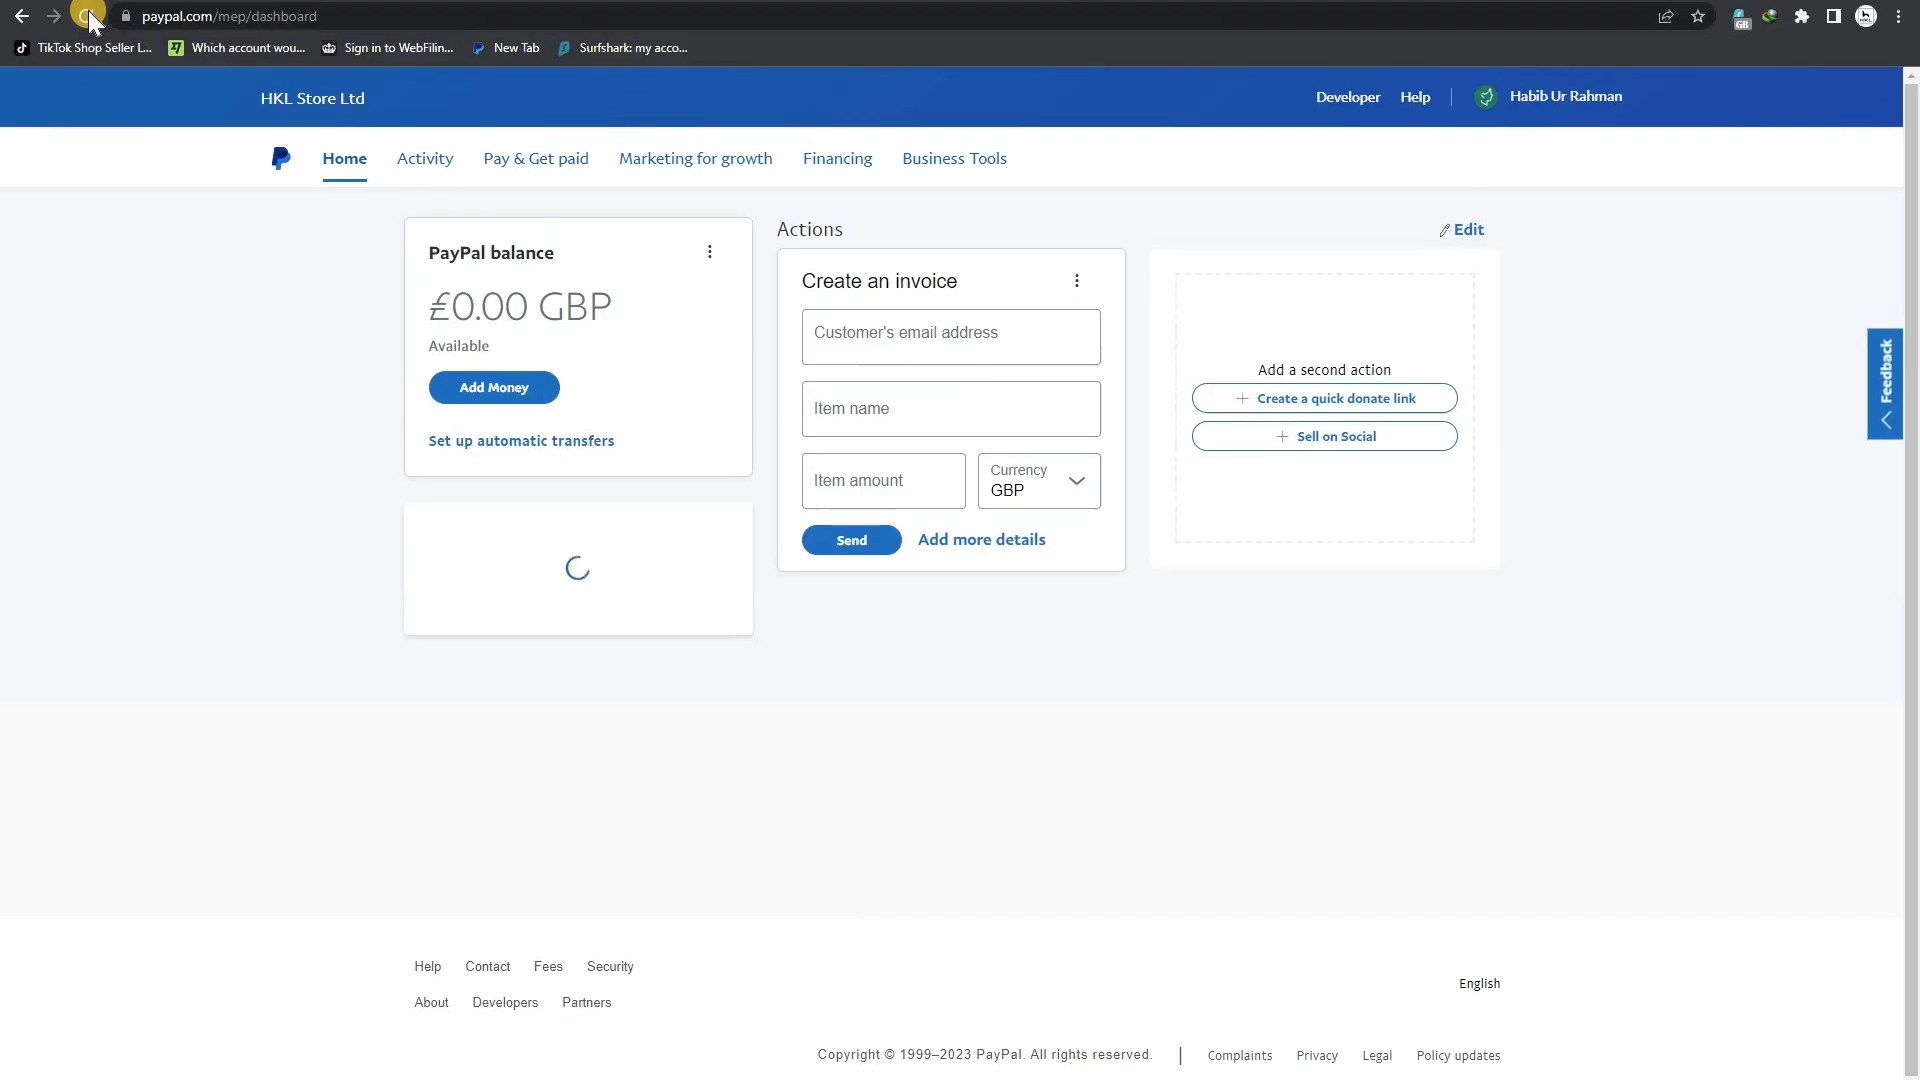 paypal.com/mep/dashboard
GB
TikTok Shop Seller L... Which account wou... Sign in to WebFilin... New Tab Surfshark: my acco...
HKL Store Ltd Developer Help Habib Ur Rahman
Home Activity Pay & Get paid Marketing for growth Financing Business Tools
PayPal balance
£0.00 GBP
Available
Add Money
Set up automatic transfers
Actions
Edit
Create an invoice
Customer's email address
Item name
Item amount
Currency
GBP
Send Add more details
Add a second action
Create a quick donate link
Sell on Social
Feedback
Help Contact Fees Security
About Developers Partners
English
Copyright © 1999–2023 PayPal. All rights reserved. | Complaints Privacy Legal Policy updates